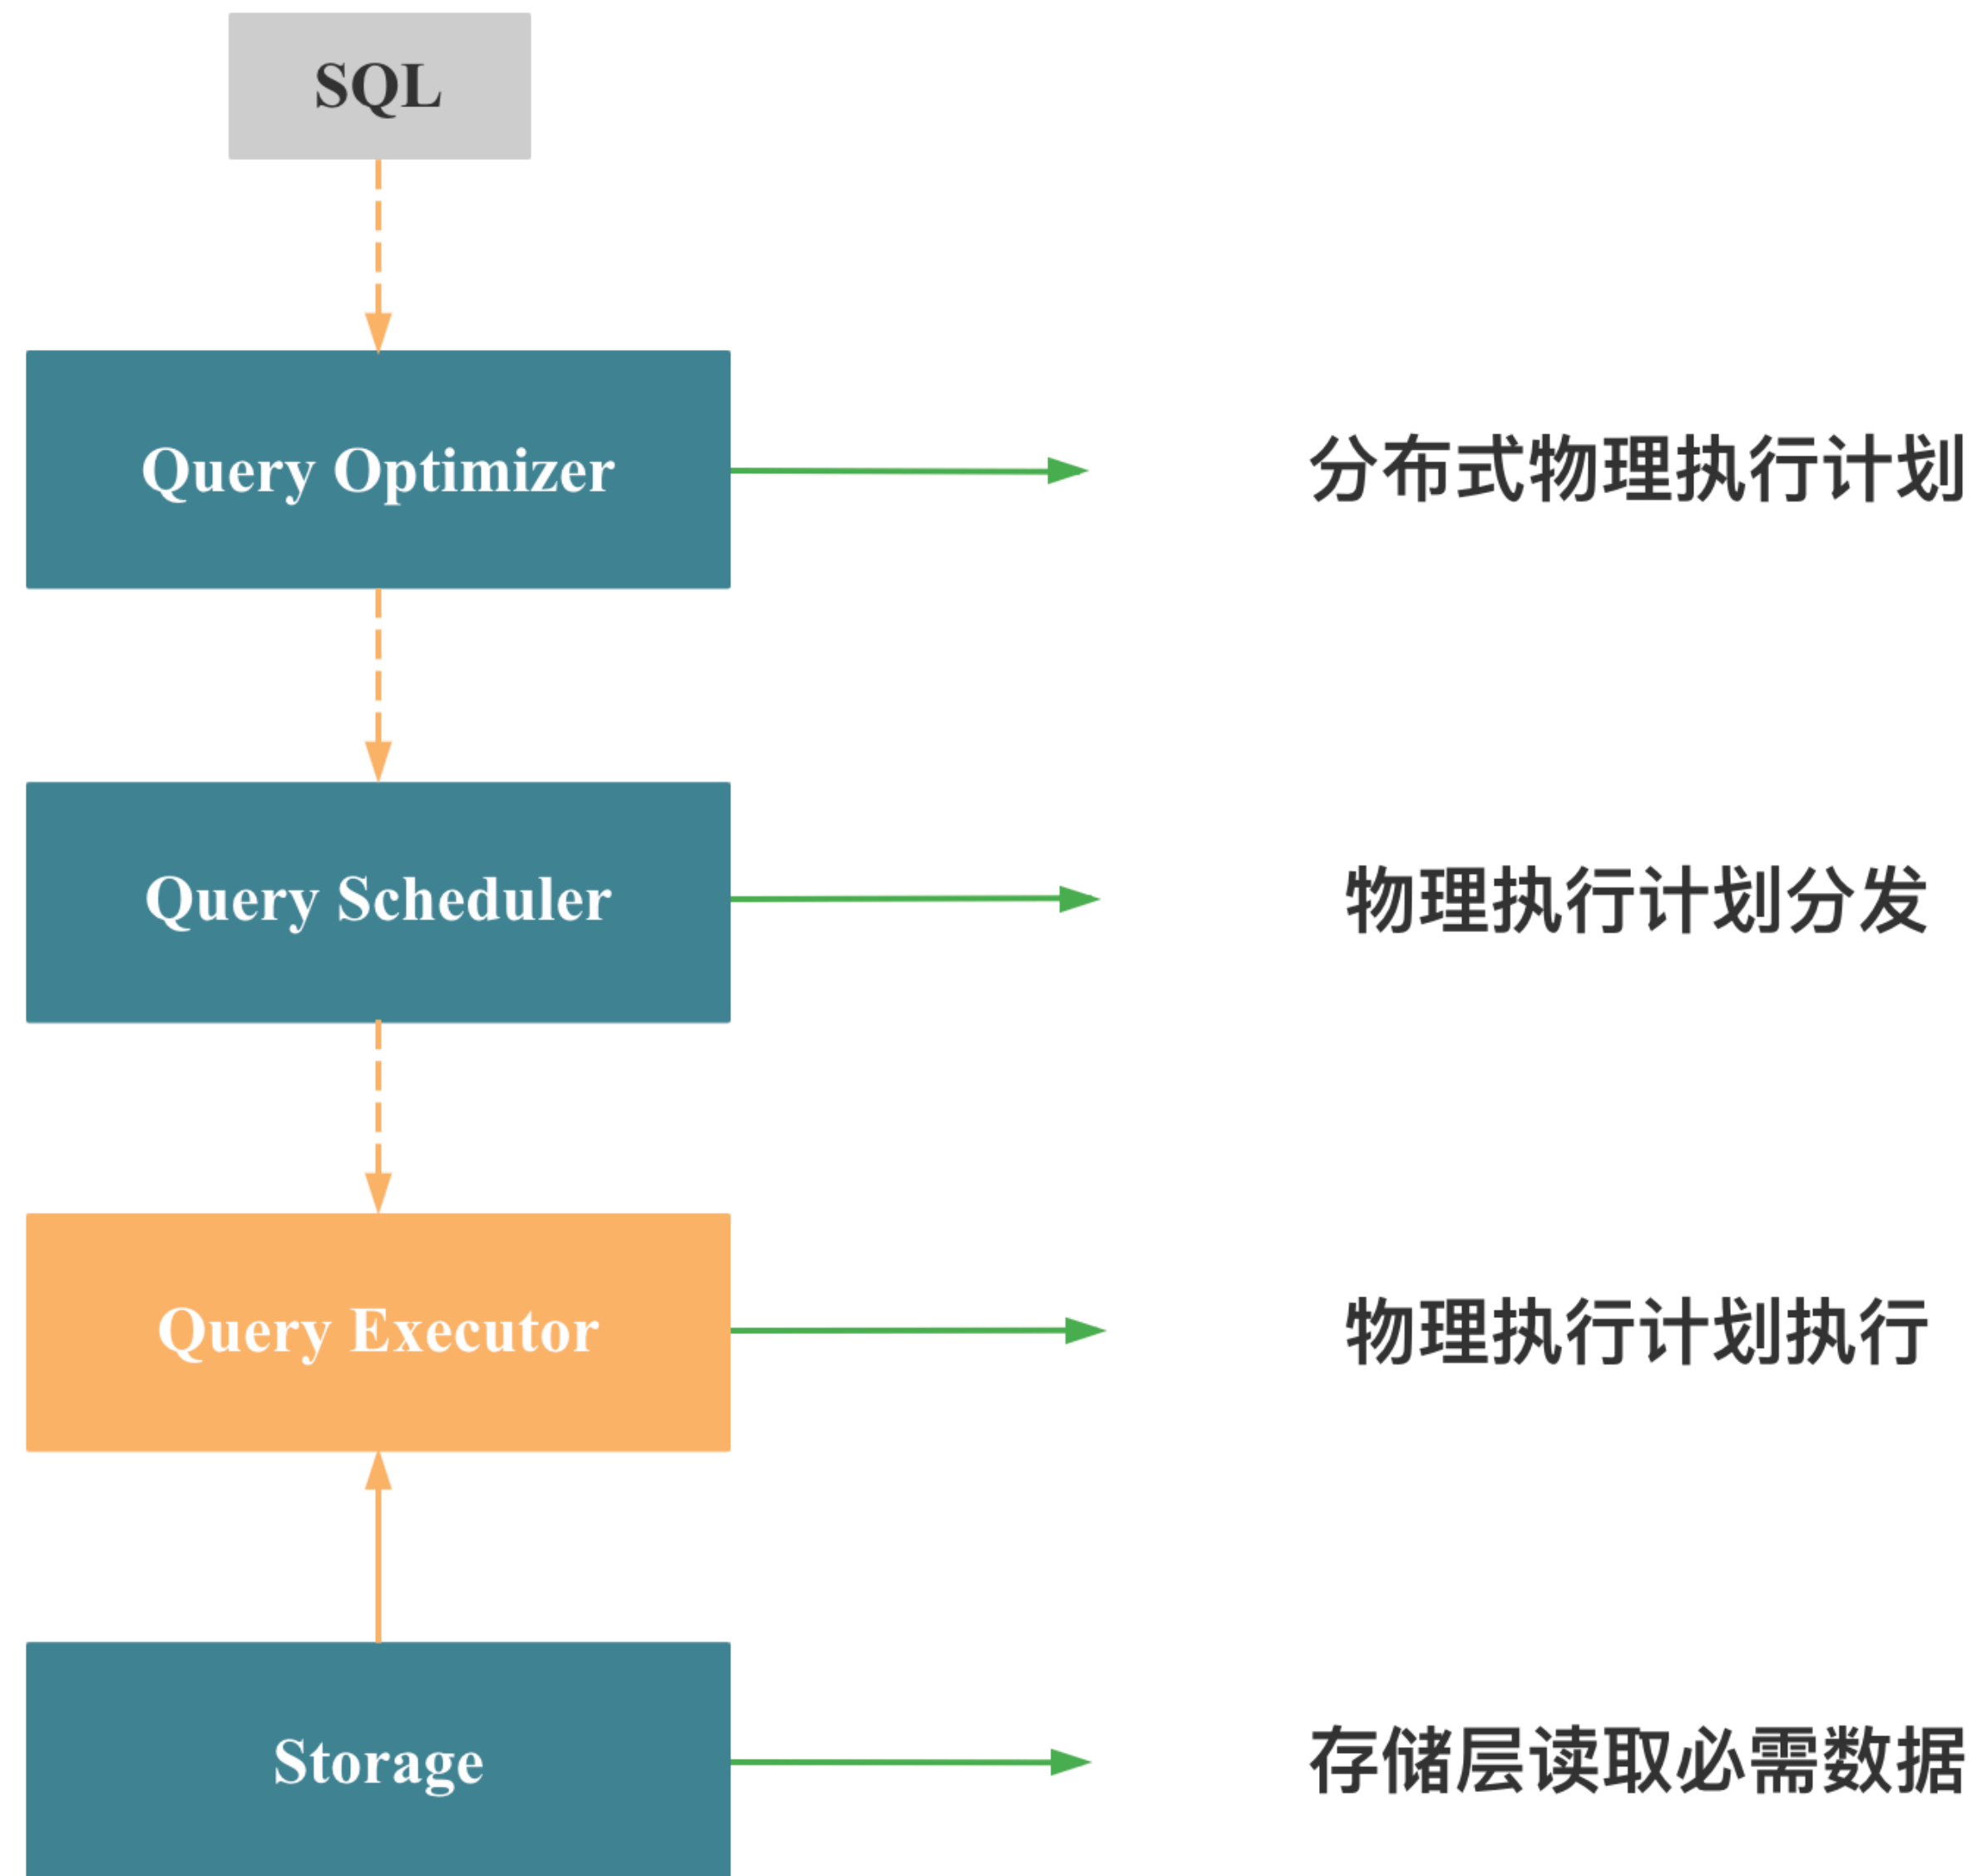 SQL
Query Optimizer
分布式物理执行计划
Query Scheduler
物理执行计划分发
Query Executor
物理执行计划执行
Storage
存储层读取必需数据